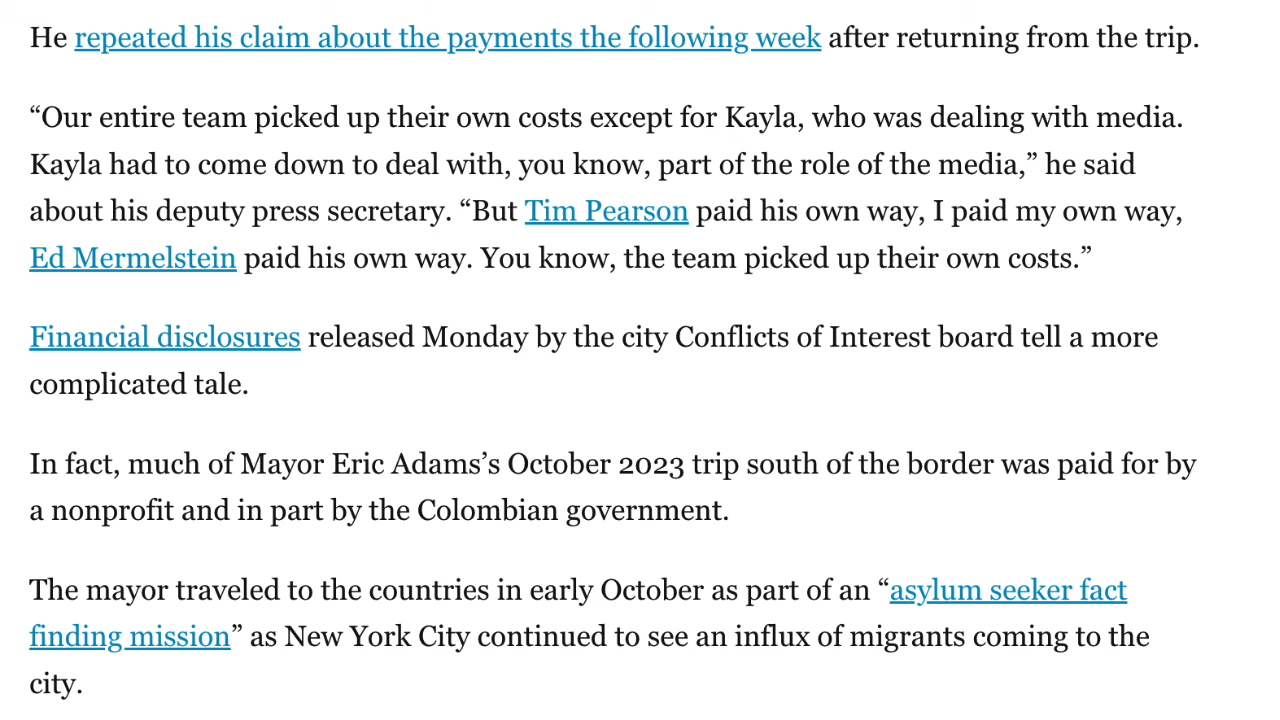 He repeated his claim about the payments the following week after returning from the trip.
“Our entire team picked up their own costs except for Kayla, who was dealing with media.
Kayla had to come down to deal with, you know, part of the role of the media,” he said
about his deputy press secretary. “But Tim Pearson paid his own way, I paid my own way,
Ed Mermelstein paid his own way. You know, the team picked up their own costs.”
Financial disclosures released Monday by the city Conflicts of Interest board tell a more
complicated tale.
In fact, much of Mayor Eric Adams’s October 2023 trip south of the border was paid for by
a nonprofit and in part by the Colombian government.
The mayor traveled to the countries in early October as part of an “asylum seeker fact
finding mission” as New York City continued to see an influx of migrants coming to the
city.